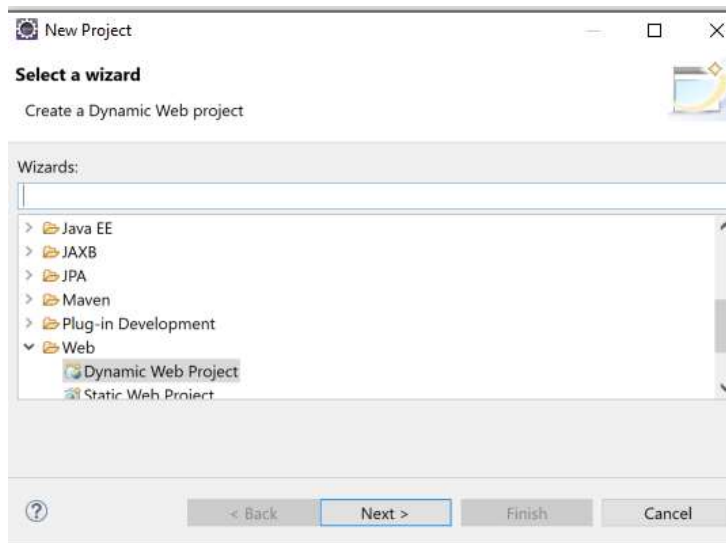 New Project
Select a wizard
Create a Dynamic Web project
Wizards:
Java EE
JAXB
JPA
Maven
Plug-in Development
Web
Dynamic Web Project
Static Web Project
< Back Next > Finish Cancel